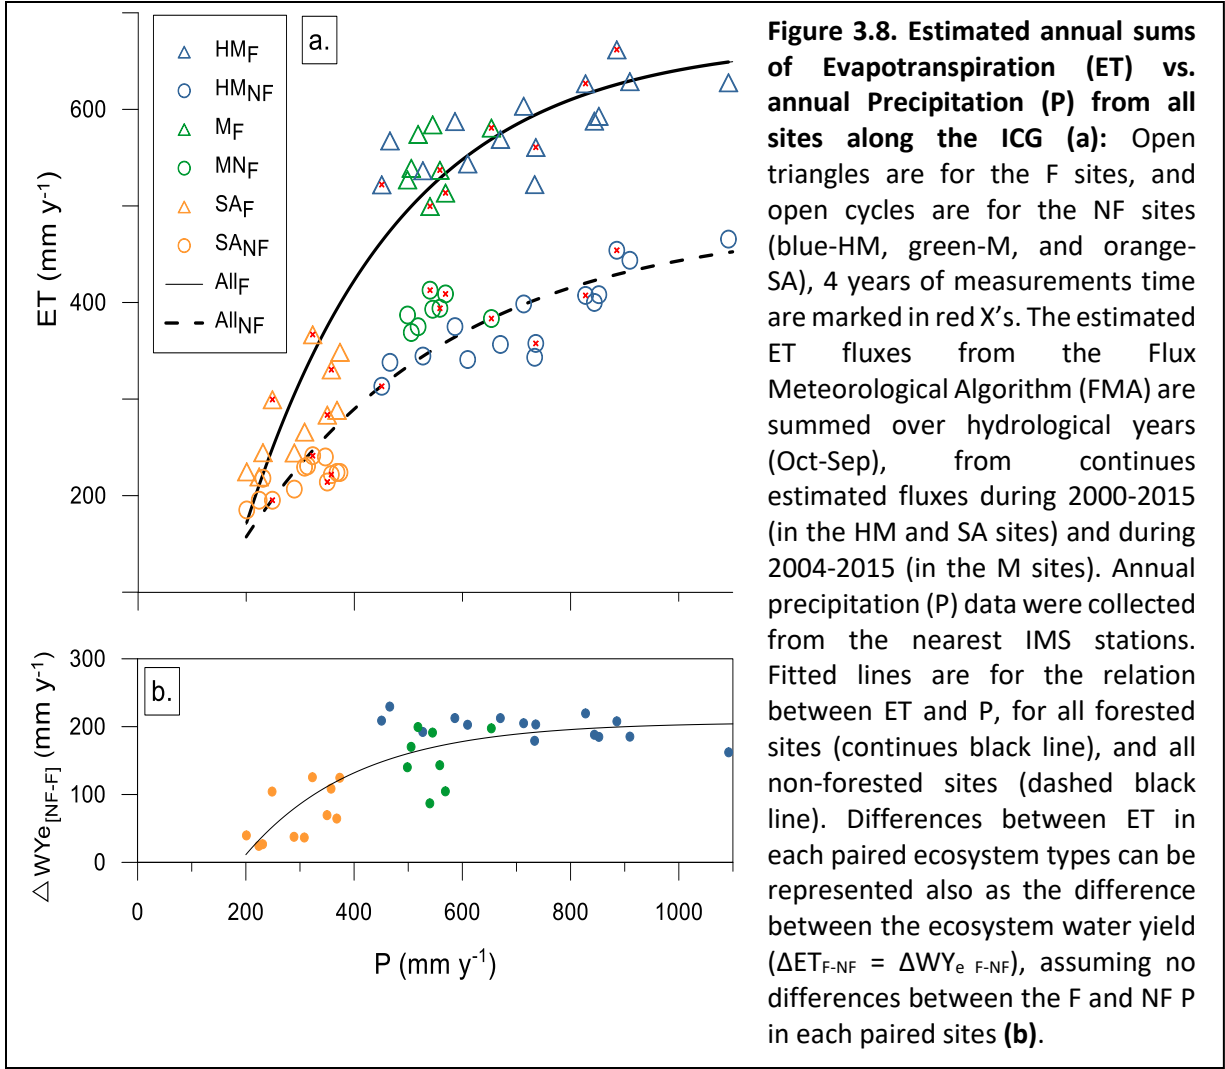 a.
HMF
HMNF
MF
MNF
SAF
SANF
AllF
AllNF
600
400
200
ET (mm y-1)
b.
300
200
100
0
△WYe[NF-F] (mm y-1)
0 200 400 600 800 1000
P (mm y-1)
Figure 3.8. Estimated annual sums
of Evapotranspiration (ET) vs.
annual Precipitation (P) from all
sites along the ICG (a): Open
triangles are for the F sites, and
open cycles are for the NF sites
(blue-HM, green-M, and orange-
SA), 4 years of measurements time
are marked in red X's. The estimated
ET fluxes from the Flux
Meteorological Algorithm (FMA) are
summed over hydrological years
(Oct-Sep), from continues
estimated fluxes during 2000-2015
(in the HM and SA sites) and during
2004-2015 (in the M sites). Annual
precipitation (P) data were collected
from the nearest IMS stations.
Fitted lines are for the relation
between ET and P, for all forested
sites (continues black line), and all
non-forested sites (dashed black
line). Differences between ET in
each paired ecosystem types can be
represented also as the difference
between the ecosystem water yield
(ΔETF-NF = ΔWYe F-NF), assuming no
differences between the F and NF P
in each paired sites (b).